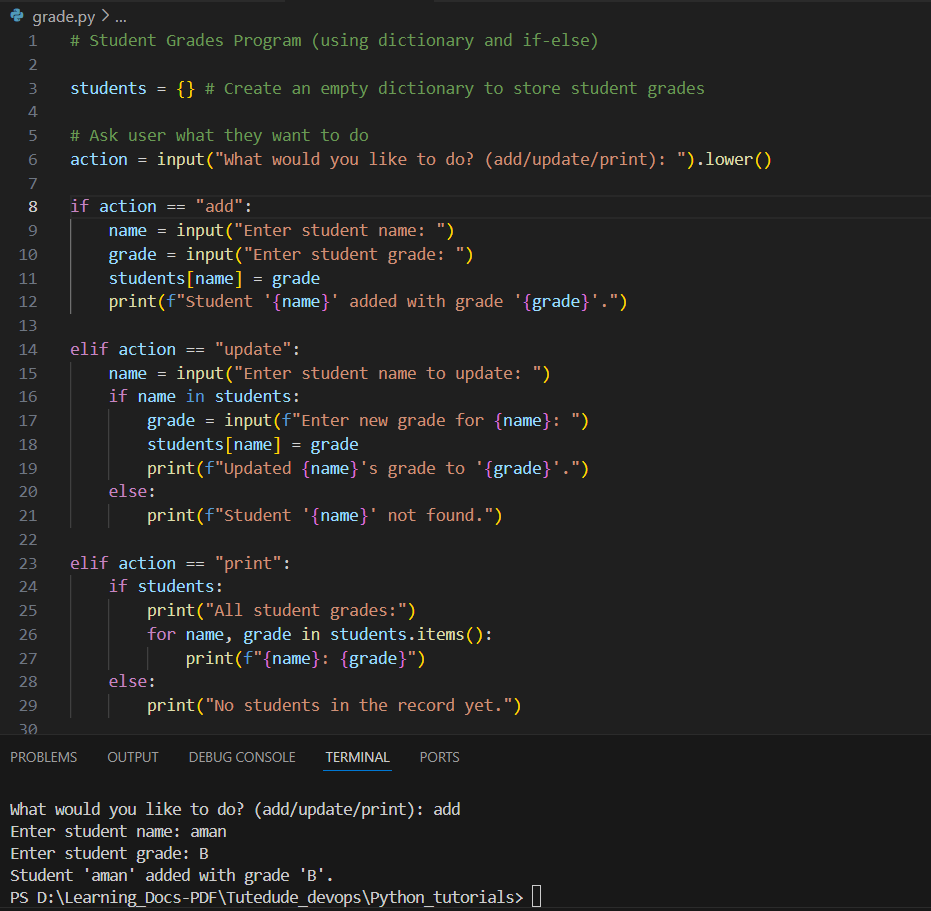 grade.py > ...
1 # Student Grades Program (using dictionary and if-else)
2
3 students = {} # Create an empty dictionary to store student grades
4
5 # Ask user what they want to do
6 action = input("What would you like to do? (add/update/print): ").lower()
7
8 if action == "add":
9     name = input("Enter student name: ")
10     grade = input("Enter student grade: ")
11     students[name] = grade
12     print(f"Student '{name}' added with grade '{grade}'.")
13
14 elif action == "update":
15     name = input("Enter student name to update: ")
16     if name in students:
17         grade = input(f"Enter new grade for {name}: ")
18         students[name] = grade
19         print(f"Updated {name}'s grade to '{grade}'.")
20     else:
21         print(f"Student '{name}' not found.")
22
23 elif action == "print":
24     if students:
25         print("All student grades:")
26         for name, grade in students.items():
27             print(f"{name}: {grade}")
28     else:
29         print("No students in the record yet.")
30
PROBLEMS OUTPUT DEBUG CONSOLE TERMINAL PORTS
What would you like to do? (add/update/print): add
Enter student name: aman
Enter student grade: B
Student 'aman' added with grade 'B'.
PS D:\Learning_Docs-PDF\Tutedude_devops\Python_tutorials>